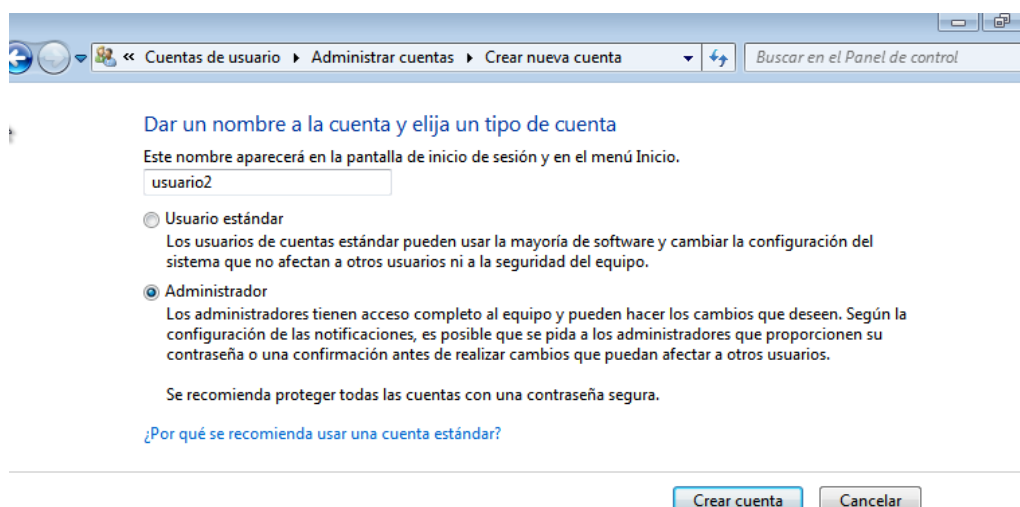 « Cuentas de usuario ▸ Administrar cuentas ▸ Crear nueva cuenta
Buscar en el Panel de control
Dar un nombre a la cuenta y elija un tipo de cuenta
Este nombre aparecerá en la pantalla de inicio de sesión y en el menú Inicio.
usuario2
Usuario estándar
Los usuarios de cuentas estándar pueden usar la mayoría de software y cambiar la configuración del
sistema que no afectan a otros usuarios ni a la seguridad del equipo.
Administrador
Los administradores tienen acceso completo al equipo y pueden hacer los cambios que deseen. Según la
configuración de las notificaciones, es posible que se pida a los administradores que proporcionen su
contraseña o una confirmación antes de realizar cambios que puedan afectar a otros usuarios.
Se recomienda proteger todas las cuentas con una contraseña segura.
¿Por qué se recomienda usar una cuenta estándar?
Crear cuenta
Cancelar